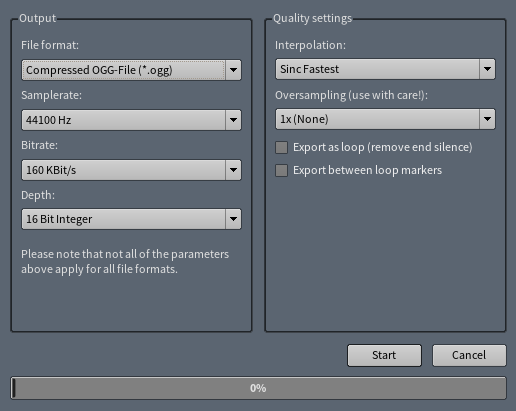 Output
File format:
Compressed OGG-File (*.ogg)
Samplerate:
44100 Hz
Bitrate:
160 KBit/s
Depth:
16 Bit Integer
Please note that not all of the parameters
above apply for all file formats.
Quality settings
Interpolation:
Sinc Fastest
Oversampling (use with care!):
1x (None)
Export as loop (remove end silence)
Export between loop markers
Start
Cancel
0%